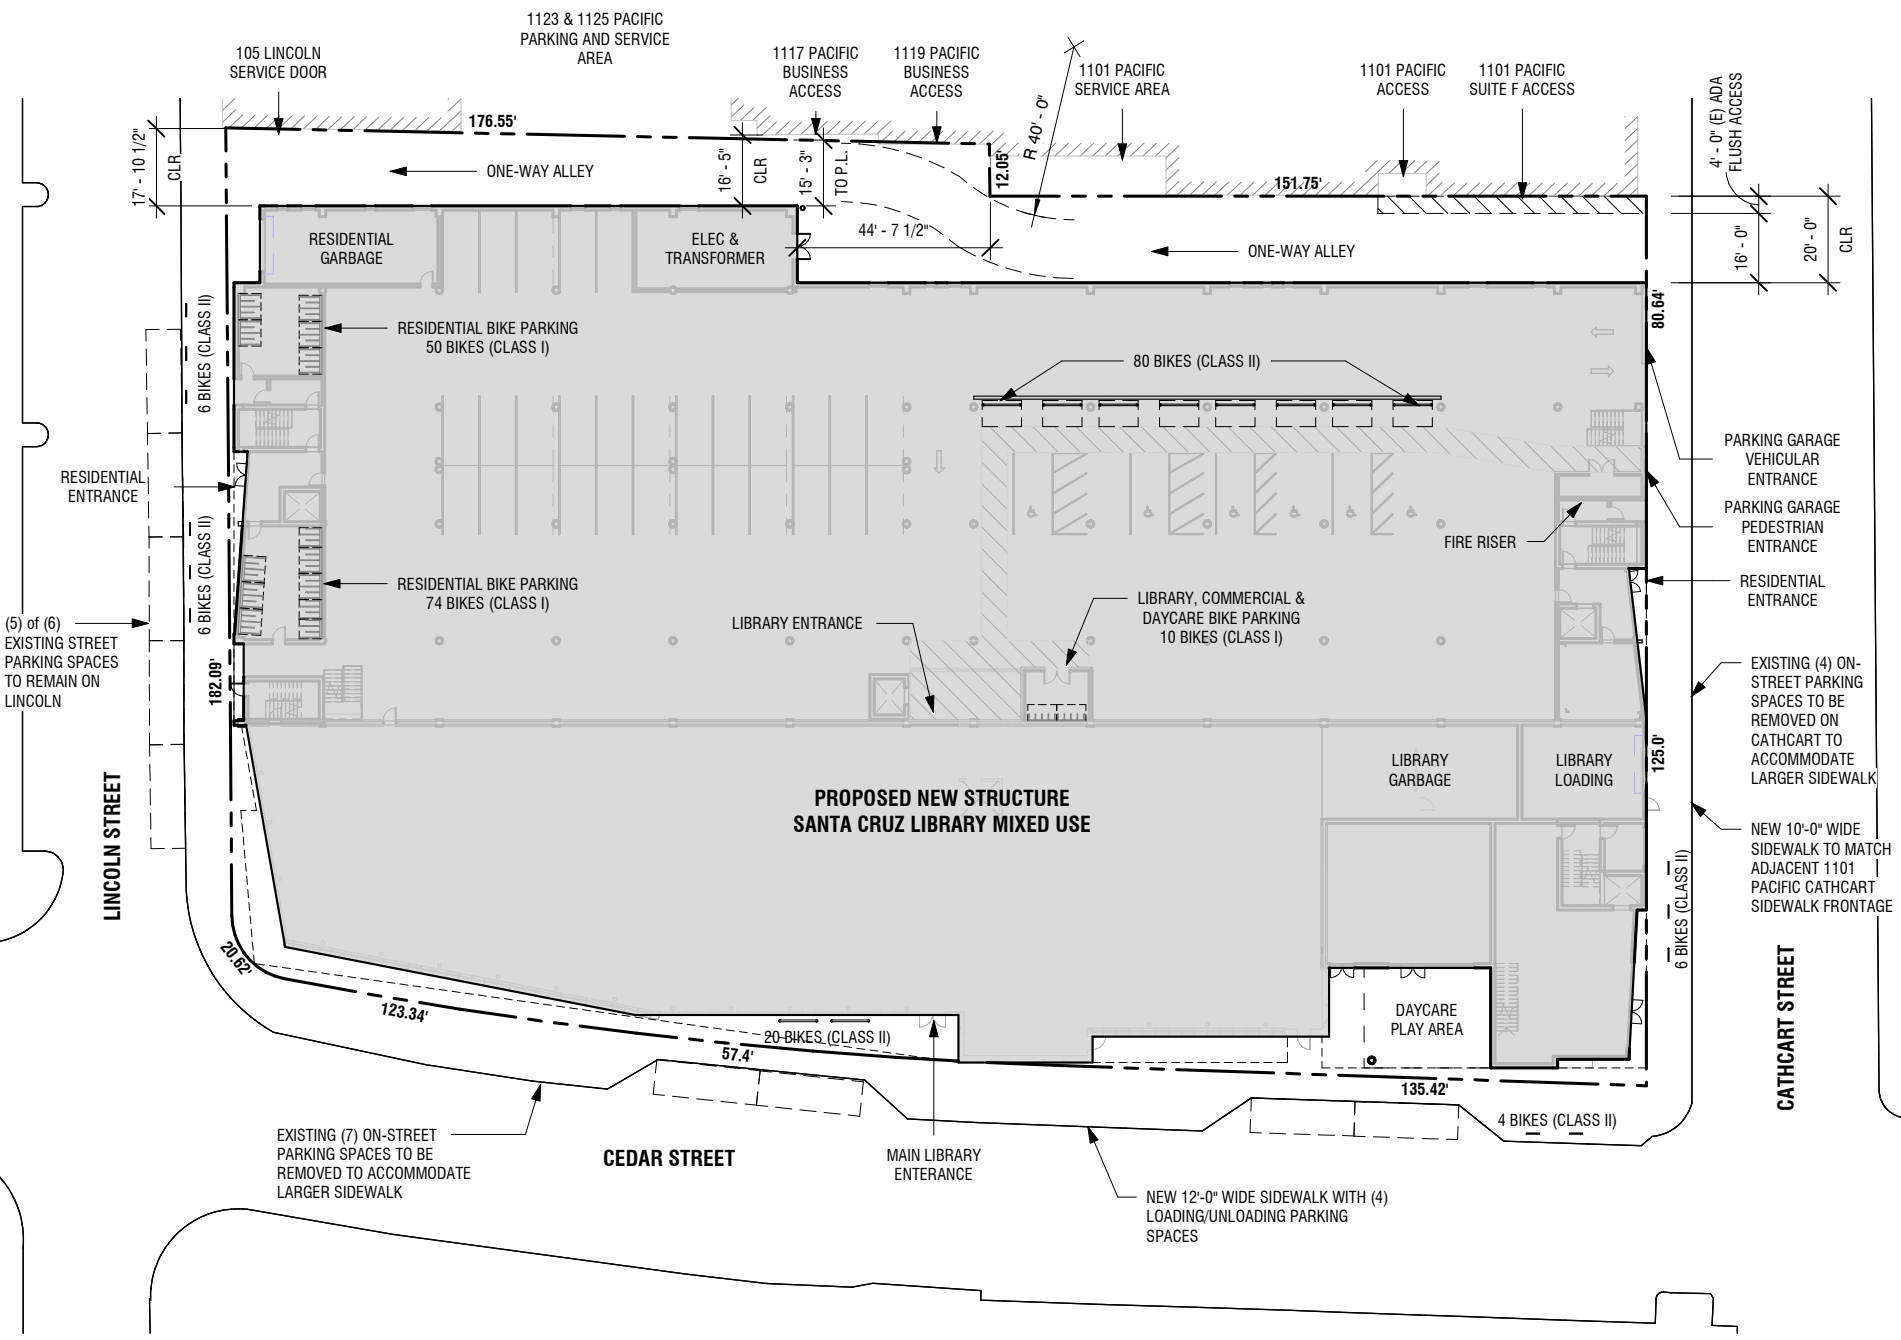 1123 & 1125 PACIFIC
PARKING AND SERVICE
AREA
105 LINCOLN
SERVICE DOOR
1117 PACIFIC
BUSINESS
ACCESS
1119 PACIFIC
BUSINESS
ACCESS
1101 PACIFIC
SERVICE AREA
1101 PACIFIC
ACCESS
1101 PACIFIC
SUITE F ACCESS
4' - 0" (E) ADA
FLUSH ACCESS
176.55'
R 40' - 0"
12.05'
151.75'
17' - 10 1/2"
CLR
ONE-WAY ALLEY
16' - 5"
CLR
15' - 3"
TO P.L.
44' - 7 1/2"
ONE-WAY ALLEY
16' - 0"
20' - 0"
CLR
RESIDENTIAL
GARBAGE
ELEC &
TRANSFORMER
80.64'
6 BIKES (CLASS II)
RESIDENTIAL BIKE PARKING
50 BIKES (CLASS I)
80 BIKES (CLASS II)
PARKING GARAGE
VEHICULAR
ENTRANCE
RESIDENTIAL
ENTRANCE
PARKING GARAGE
PEDESTRIAN
ENTRANCE
FIRE RISER
6 BIKES (CLASS II)
RESIDENTIAL BIKE PARKING
74 BIKES (CLASS I)
RESIDENTIAL
ENTRANCE
LIBRARY, COMMERCIAL &
DAYCARE BIKE PARKING
10 BIKES (CLASS I)
LIBRARY ENTRANCE
(5) of (6)
EXISTING STREET
PARKING SPACES
TO REMAIN ON
LINCOLN
182.09'
EXISTING (4) ON-
STREET PARKING
SPACES TO BE
REMOVED ON
CATHCART TO
ACCOMMODATE
LARGER SIDEWALK
125.0'
LIBRARY
GARBAGE
LIBRARY
LOADING
PROPOSED NEW STRUCTURE
SANTA CRUZ LIBRARY MIXED USE
LINCOLN STREET
NEW 10'-0" WIDE
SIDEWALK TO MATCH
ADJACENT 1101
PACIFIC CATHCART
SIDEWALK FRONTAGE
6 BIKES (CLASS II)
20.62'
123.34'
DAYCARE
PLAY AREA
20 BIKES (CLASS II)
57.4'
135.42'
CATHCART STREET
4 BIKES (CLASS II)
EXISTING (7) ON-STREET
PARKING SPACES TO BE
REMOVED TO ACCOMMODATE
LARGER SIDEWALK
CEDAR STREET
MAIN LIBRARY
ENTERANCE
NEW 12'-0" WIDE SIDEWALK WITH (4)
LOADING/UNLOADING PARKING
SPACES